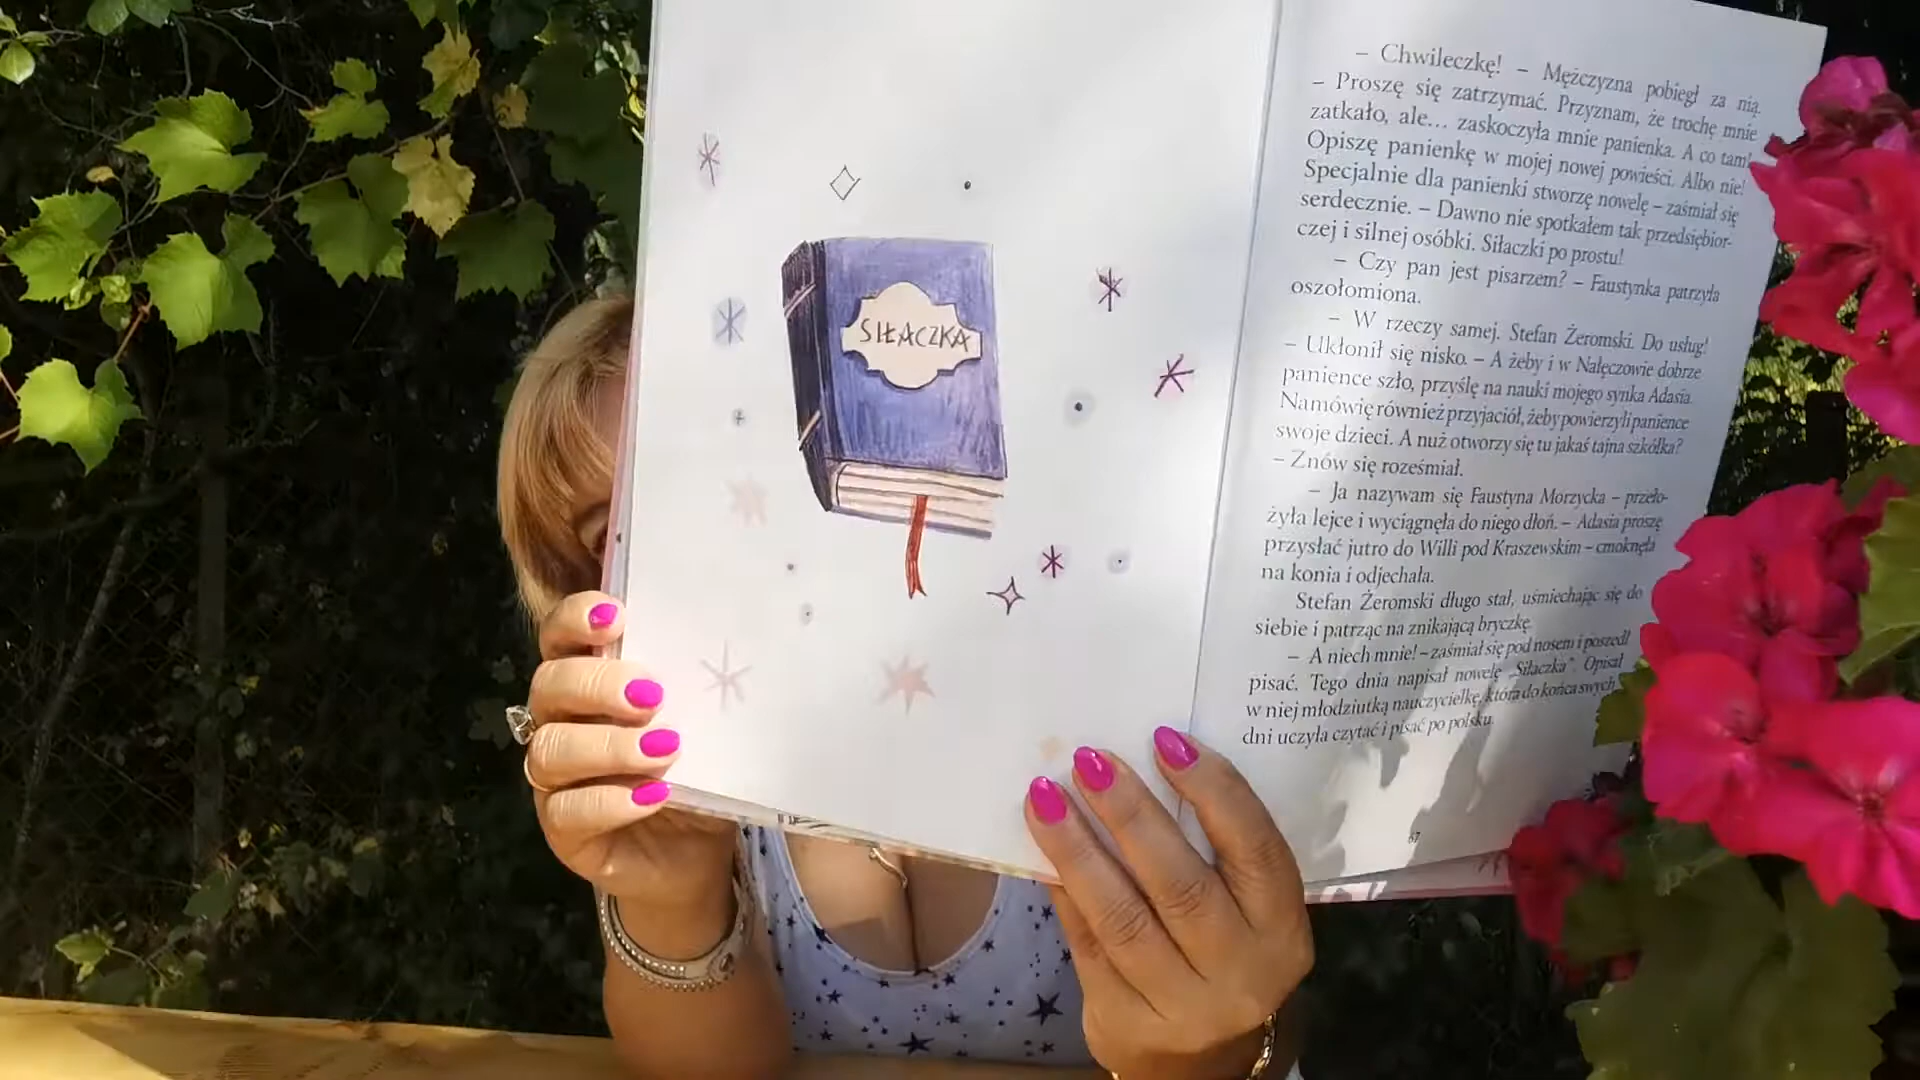 SIŁACZKA
– Chwileczkę! – Mężczyzna pobiegł za nią.
– Proszę się zatrzymać. Przyznam, że trochę mnie
zatkało, ale... zaskoczyła mnie panienka. A co tam!
Opiszę panienkę w mojej nowej powieści. Albo nie!
Specjalnie dla panienki stworzę nowelę – zaśmiał się
serdecznie. – Dawno nie spotkałem tak przedsiębior-
czej i silnej osóbki. Siłaczki po prostu!
– Czy pan jest pisarzem? – Faustynka patrzyła
oszołomiona.
– W rzeczy samej. Stefan Żeromski. Do usług!
– Ukłonił się nisko. – A żeby i w Nałęczowie dobrze
panience szło, przyślę na nauki mojego synka Adasia.
Namówię również przyjaciół, żeby powierzyli panience
swoje dzieci. A nuż otworzy się tu jakaś tajna szkółka?
– Znów się roześmiał.
– Ja nazywam się Faustyna Morzycka – przeło-
żyła lejce i wyciągnęła do niego dłoń. – Adasia proszę
przysłać jutro do Willi pod Kraszewskim – cmoknęła
na konia i odjechała.
Stefan Żeromski długo stał, uśmiechając się do
siebie i patrząc na znikającą bryczkę.
– A niech mnie! – zaśmiał się pod nosem i poszedł
pisać. Tego dnia napisał nowelę „Siłaczka”. Opisał
w niej młodziutką nauczycielkę, która do końca swych
dni uczyła czytać i pisać po polsku.
67